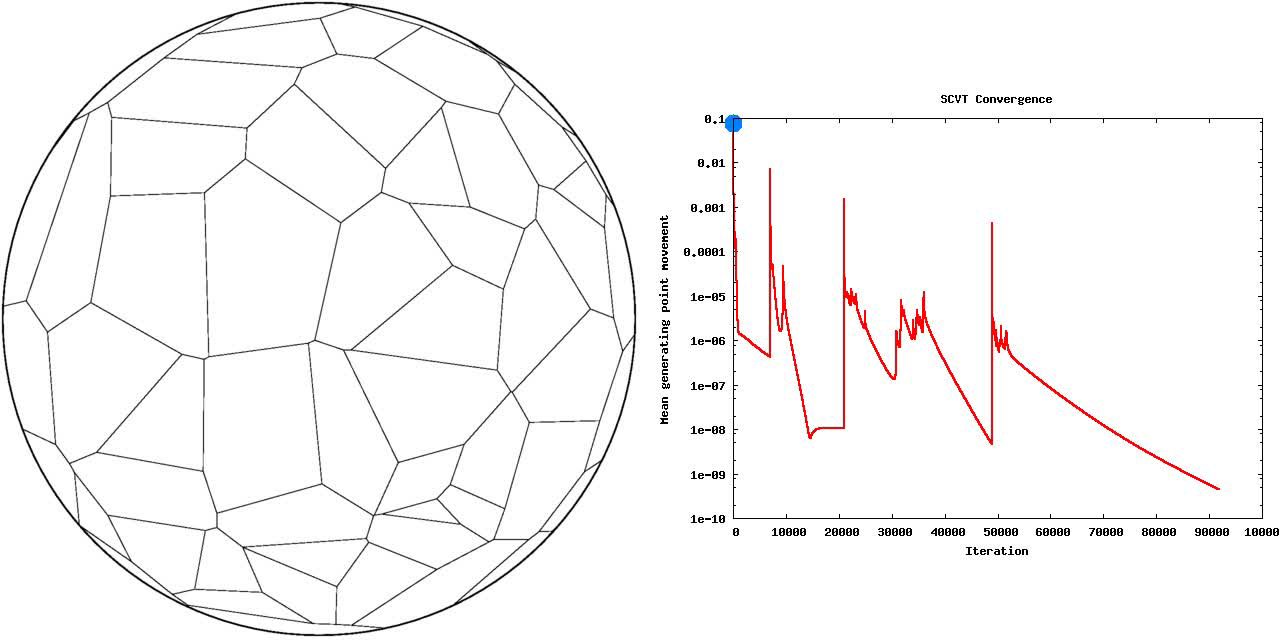 SCVT Convergence
Mean generating point movement
0.1
0.01
0.001
0.0001
1e-05
1e-06
1e-07
1e-08
1e-09
1e-10
0 10000 20000 30000 40000 50000 60000 70000 80000 90000 10000
Iteration